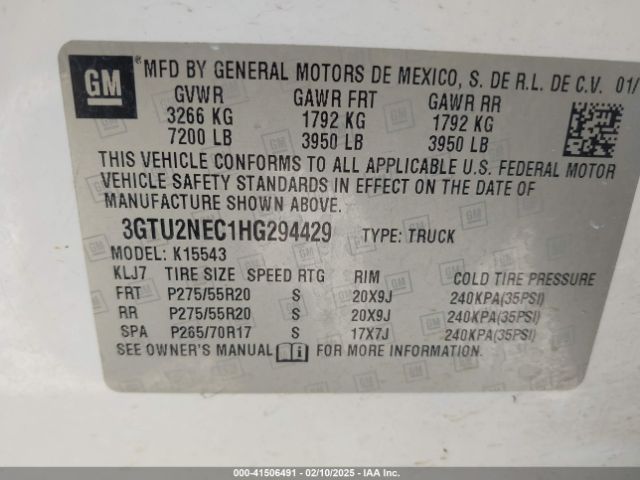 GM
MFD BY GENERAL MOTORS DE MEXICO, S. DE R.L. DE C.V. 01/
GVWR GAWR FRT GAWR RR
3266 KG 1792 KG 1792 KG
7200 LB 3950 LB 3950 LB
THIS VEHICLE CONFORMS TO ALL APPLICABLE U.S. FEDERAL MOTOR
VEHICLE SAFETY STANDARDS IN EFFECT ON THE DATE OF
MANUFACTURE SHOWN ABOVE.
3GTU2NEC1HG294429 TYPE: TRUCK
MODEL: K15543
KLJ7 TIRE SIZE SPEED RTG RIM COLD TIRE PRESSURE
FRT P275/55R20 S 20X9J 240KPA(35PSI)
RR P275/55R20 S 20X9J 240KPA(35PSI)
SPA P265/70R17 S 17X7J 240KPA(35PSI)
SEE OWNER'S MANUAL FOR MORE INFORMATION.
000-41506491 - 02/10/2025 - IAA Inc.